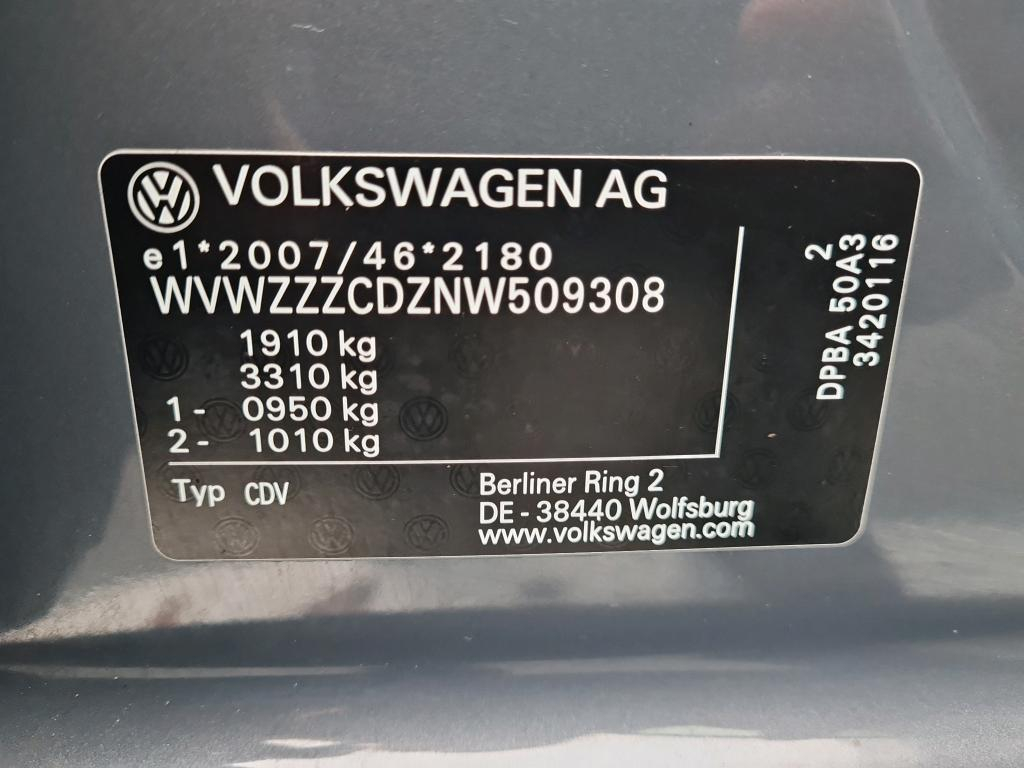 VOLKSWAGEN AG
e1*2007/46*2180
WVWZZZCDZNW509308
1910 kg
3310 kg
1- 0950 kg
2- 1010 kg
Typ CDV
Berliner Ring 2
DE - 38440 Wolfsburg
www.volkswagen.com
2
DPBA 50A3
3420116